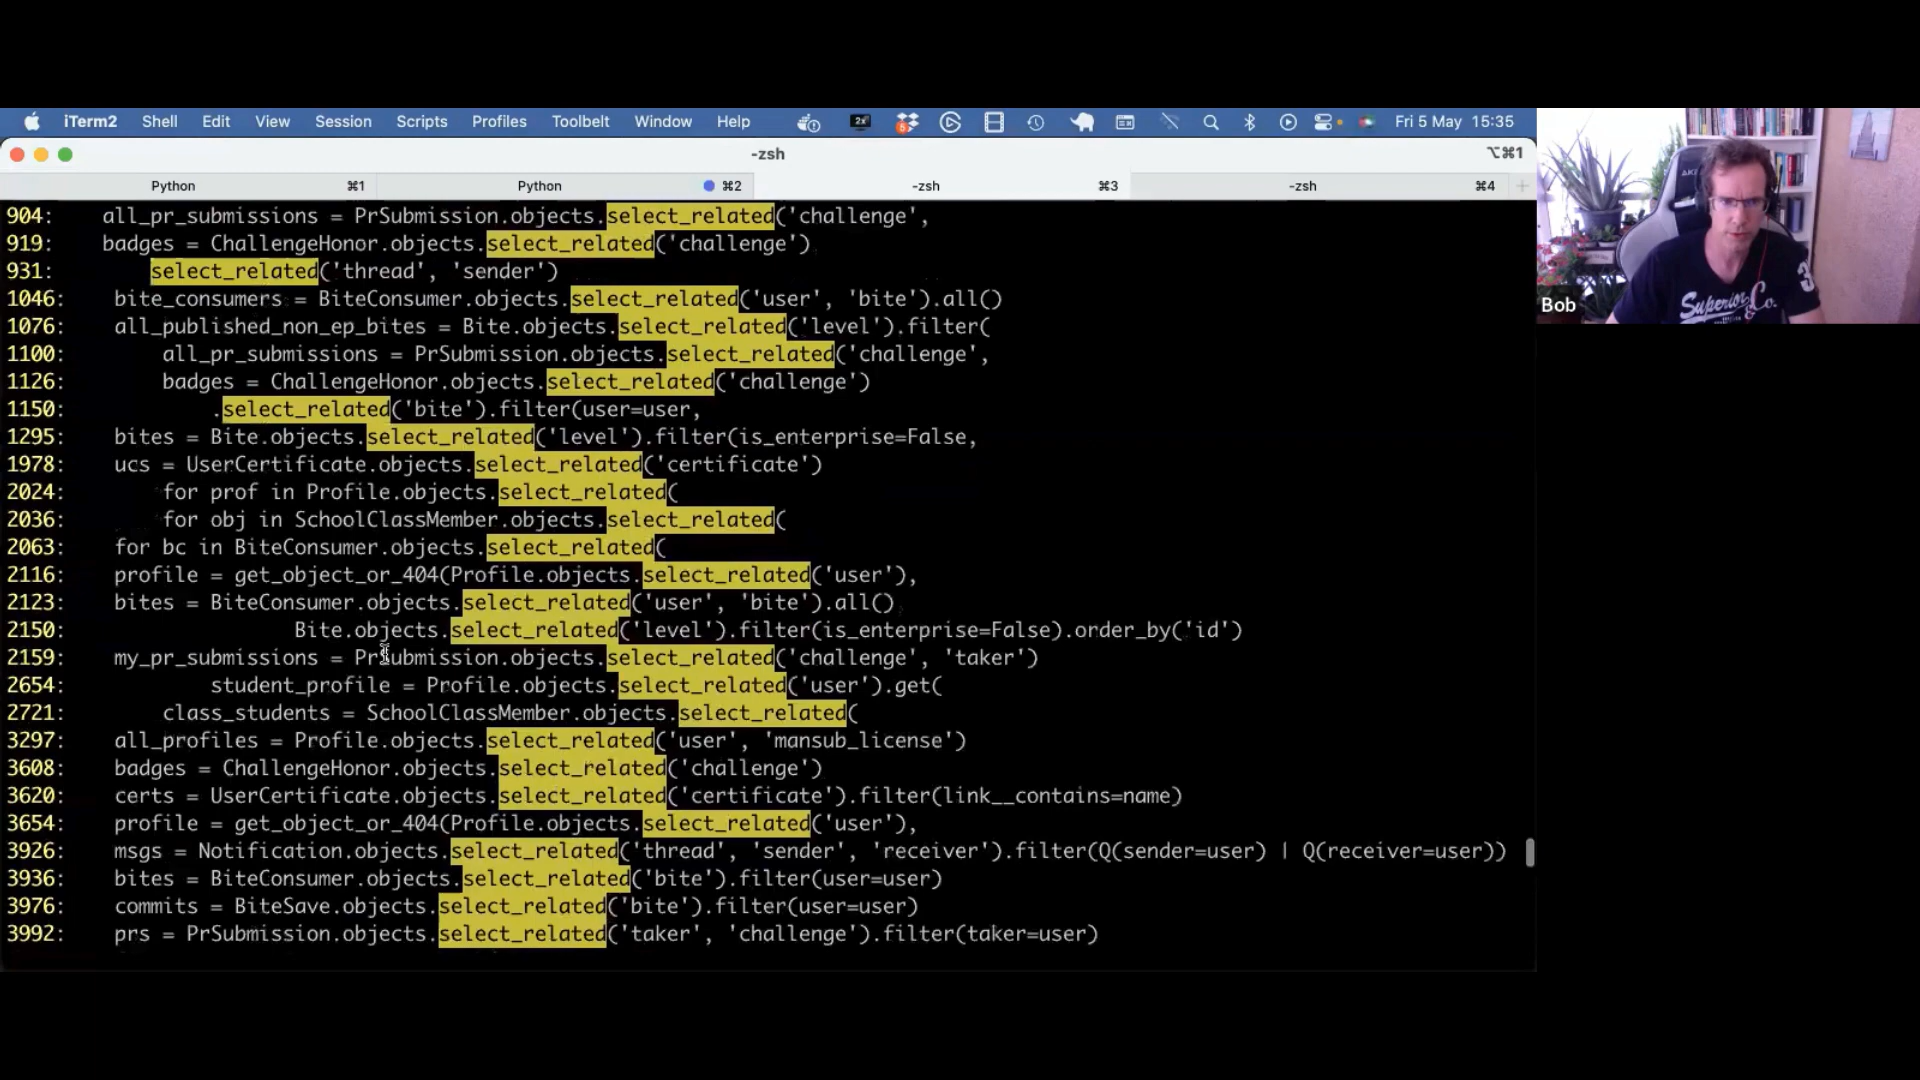 iTerm2 Shell Edit View Session Scripts Profiles Toolbelt Window Help 2x 5 Fri 5 May 15:35
-zsh ⌥⌘1
Python ⌘1 Python ⌘2 -zsh ⌘3 -zsh ⌘4 +
904: all_pr_submissions = PrSubmission.objects.select_related('challenge',
919: badges = ChallengeHonor.objects.select_related('challenge')
931: select_related('thread', 'sender')
1046: bite_consumers = BiteConsumer.objects.select_related('user', 'bite').all()
1076: all_published_non_ep_bites = Bite.objects.select_related('level').filter(
1100: all_pr_submissions = PrSubmission.objects.select_related('challenge',
1126: badges = ChallengeHonor.objects.select_related('challenge')
1150: .select_related('bite').filter(user=user,
1295: bites = Bite.objects.select_related('level').filter(is_enterprise=False,
1978: ucs = UserCertificate.objects.select_related('certificate')
2024: for prof in Profile.objects.select_related(
2036: for obj in SchoolClassMember.objects.select_related(
2063: for bc in BiteConsumer.objects.select_related(
2116: profile = get_object_or_404(Profile.objects.select_related('user'),
2123: bites = BiteConsumer.objects.select_related('user', 'bite').all()
2150: Bite.objects.select_related('level').filter(is_enterprise=False).order_by('id')
2159: my_pr_submissions = PrSubmission.objects.select_related('challenge', 'taker')
2654: student_profile = Profile.objects.select_related('user').get(
2721: class_students = SchoolClassMember.objects.select_related(
3297: all_profiles = Profile.objects.select_related('user', 'mansub_license')
3608: badges = ChallengeHonor.objects.select_related('challenge')
3620: certs = UserCertificate.objects.select_related('certificate').filter(link__contains=name)
3654: profile = get_object_or_404(Profile.objects.select_related('user'),
3926: msgs = Notification.objects.select_related('thread', 'sender', 'receiver').filter(Q(sender=user) | Q(receiver=user))
3936: bites = BiteConsumer.objects.select_related('bite').filter(user=user)
3976: commits = BiteSave.objects.select_related('bite').filter(user=user)
3992: prs = PrSubmission.objects.select_related('taker', 'challenge').filter(taker=user)
Superior Co.
3
Bob